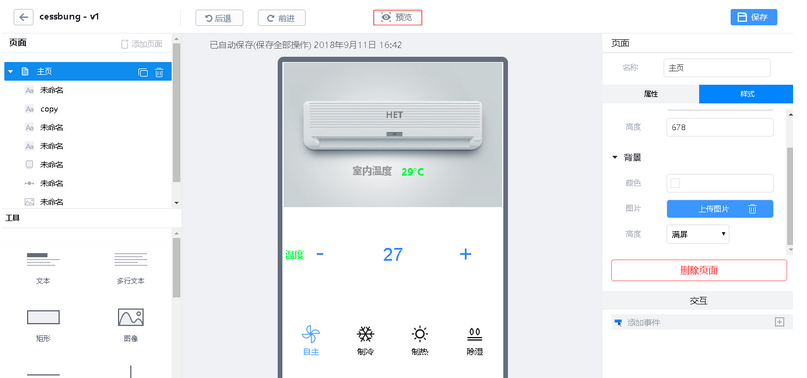 cessbung - v1
后退
前进
预览
保存
页面
添加页面
主页
Aa 未命名
Aa copy
Aa 未命名
Aa 未命名
未命名
未命名
未命名
工具
文本
多行文本
矩形
图像
已自动保存(保存全部操作) 2018年9月11日 16:42
HET
室内温度 29°C
温度 - 27 +
自主
制冷
制热
除湿
页面
名称 主页
属性
样式
高度 678
背景
颜色
图片 上传图片
高度 满屏
删除页面
交互
添加事件